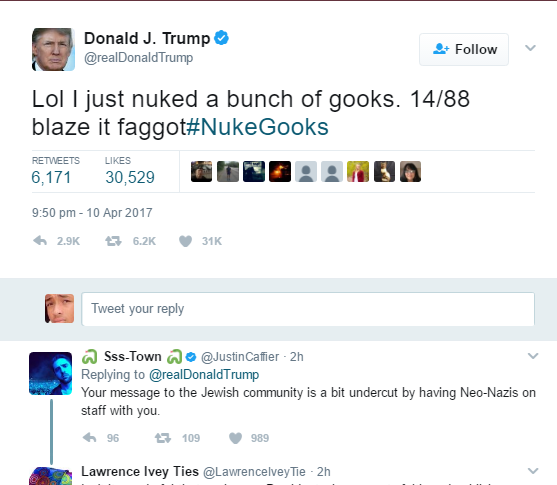 Donald J. Trump
@realDonaldTrump
Follow
Lol I just nuked a bunch of gooks. 14/88
blaze it faggot#NukeGooks
RETWEETS LIKES
6,171 30,529
9:50 pm - 10 Apr 2017
2.9K 6.2K 31K
Tweet your reply
Sss-Town @JustinCaffier · 2h
Replying to @realDonaldTrump
Your message to the Jewish community is a bit undercut by having Neo-Nazis on
staff with you.
96 109 989
Lawrence Ivey Ties @LawrenceIveyTie · 2h